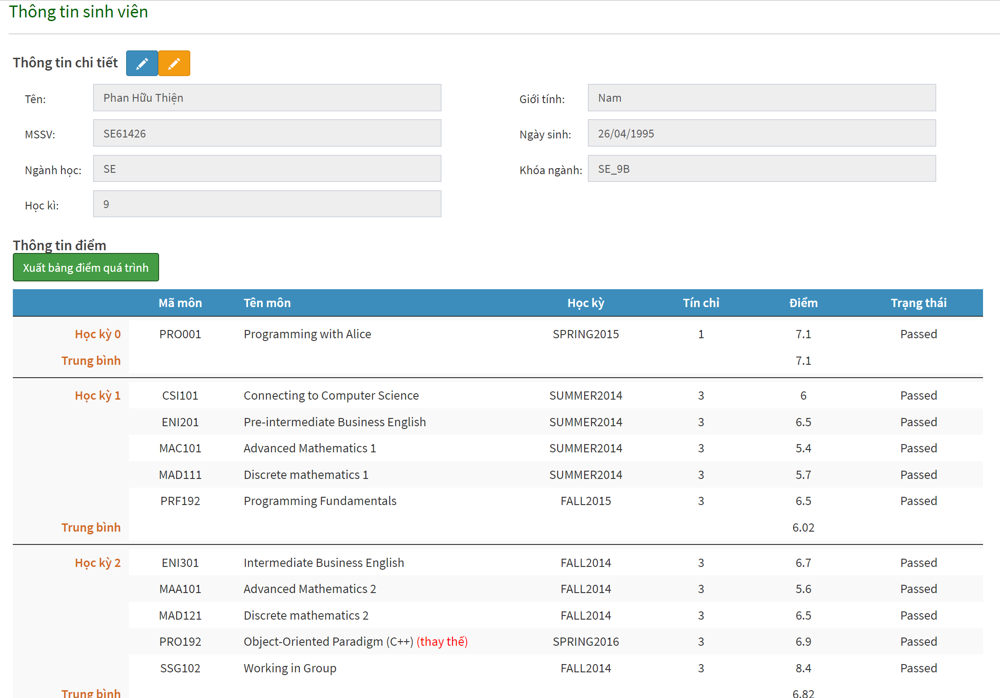 Thông tin sinh viên
Thông tin chi tiết
Tên: Phan Hữu Thiện Giới tính: Nam
MSSV: SE61426 Ngày sinh: 26/04/1995
Ngành học: SE Khóa ngành: SE_9B
Học kì: 9
Thông tin điểm
Xuất bảng điểm quá trình
Mã môn Tên môn Học kỳ Tín chỉ Điểm Trạng thái
Học kỳ 0 PRO001 Programming with Alice SPRING2015 1 7.1 Passed
Trung bình 7.1
Học kỳ 1 CSI101 Connecting to Computer Science SUMMER2014 3 6 Passed
ENI201 Pre-intermediate Business English SUMMER2014 3 6.5 Passed
MAC101 Advanced Mathematics 1 SUMMER2014 3 5.4 Passed
MAD111 Discrete mathematics 1 SUMMER2014 3 5.7 Passed
PRF192 Programming Fundamentals FALL2015 3 6.5 Passed
Trung bình 6.02
Học kỳ 2 ENI301 Intermediate Business English FALL2014 3 6.7 Passed
MAA101 Advanced Mathematics 2 FALL2014 3 5.6 Passed
MAD121 Discrete mathematics 2 FALL2014 3 6.5 Passed
PRO192 Object-Oriented Paradigm (C++) (thay thế) SPRING2016 3 6.9 Passed
SSG102 Working in Group FALL2014 3 8.4 Passed
Trung bình 6.82